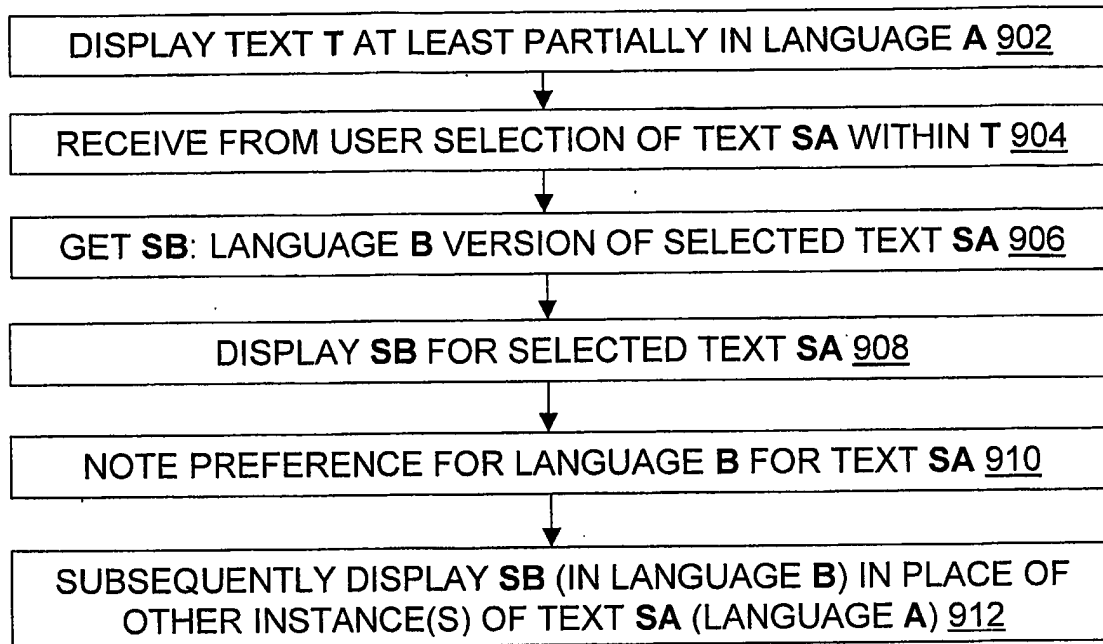 DISPLAY TEXT T AT LEAST PARTIALLY IN LANGUAGE A 902
RECEIVE FROM USER SELECTION OF TEXT SA WITHIN T 904
GET SB: LANGUAGE B VERSION OF SELECTED TEXT SA 906
DISPLAY SB FOR SELECTED TEXT SA 908
NOTE PREFERENCE FOR LANGUAGE B FOR TEXT SA 910
SUBSEQUENTLY DISPLAY SB (IN LANGUAGE B) IN PLACE OF
OTHER INSTANCE(S) OF TEXT SA (LANGUAGE A) 912